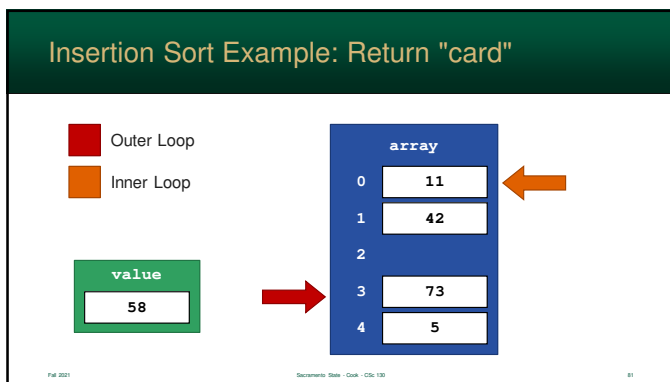 Insertion Sort Example: Return "card"
Outer Loop
Inner Loop
array
0 11
1 42
2
value
58
3 73
4 5
Fall 2021 Sacramento State - Cook - CSc 130 81